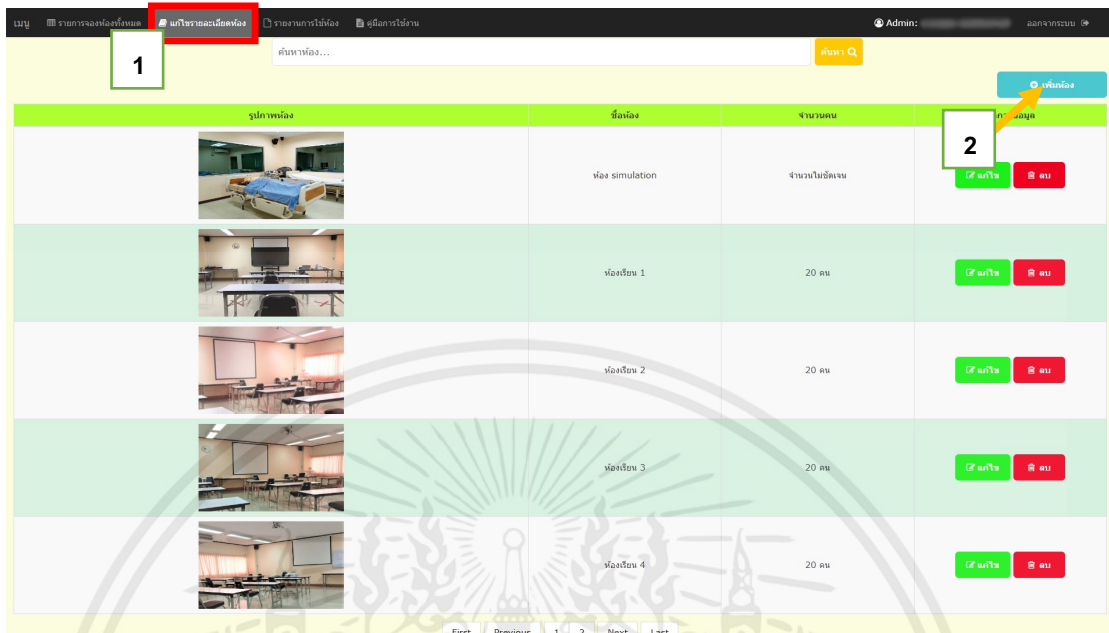 เมนู รายการจองห้องทั้งหมด แก้ไขรายละเอียดห้อง รายงานการใช้ห้อง คู่มือการใช้งาน Admin: ออกจากระบบ
1
ค้นหาห้อง... ค้นหา
เพิ่มห้อง
รูปภาพห้อง ชื่อห้อง จำนวนคน
2
ห้อง simulation จำนวนไม่ชัดเจน แก้ไข ลบ
ห้องเรียน 1 20 คน แก้ไข ลบ
ห้องเรียน 2 20 คน แก้ไข ลบ
ห้องเรียน 3 20 คน แก้ไข ลบ
ห้องเรียน 4 20 คน แก้ไข ลบ
First Previous 1 2 Next Last